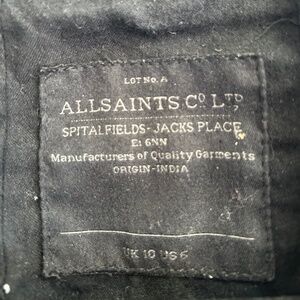 LOT No. A
ALLSAINTS Cº LTD
SPITALFIELDS-JACKS PLACE
E1 6NN
Manufacturers of Quality Garments
ORIGIN-INDIA
UK 10 US 6